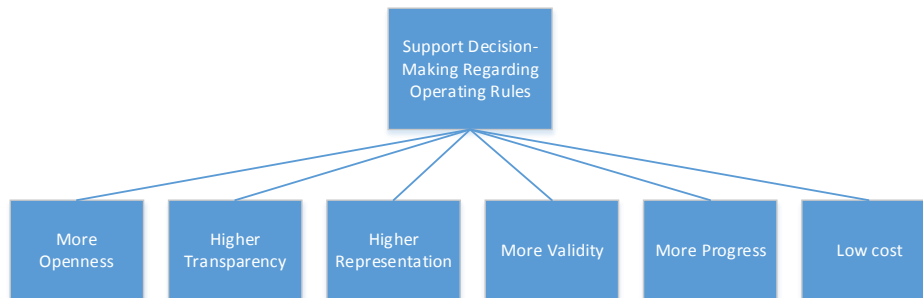 Support Decision-
Making Regarding
Operating Rules
More
Openness
Higher
Transparency
Higher
Representation
More Validity
More Progress
Low cost